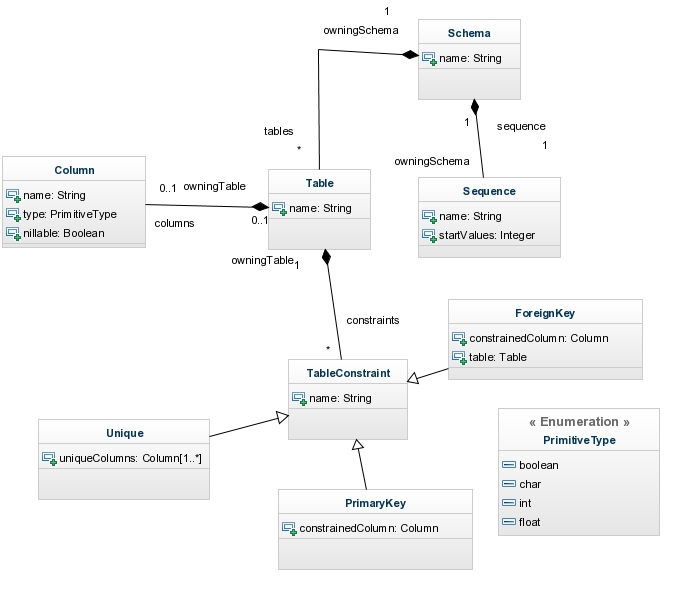 1
owningSchema
Schema
name: String
tables
*
1
sequence
1
owningSchema
Column
name: String
type: PrimitiveType
nillable: Boolean
0..1
owningTable
columns
0..1
Table
name: String
Sequence
name: String
startValues: Integer
owningTable
1
constraints
*
ForeignKey
constrainedColumn: Column
table: Table
TableConstraint
name: String
Unique
uniqueColumns: Column[1..*]
« Enumeration »
PrimitiveType
boolean
char
int
float
PrimaryKey
constrainedColumn: Column